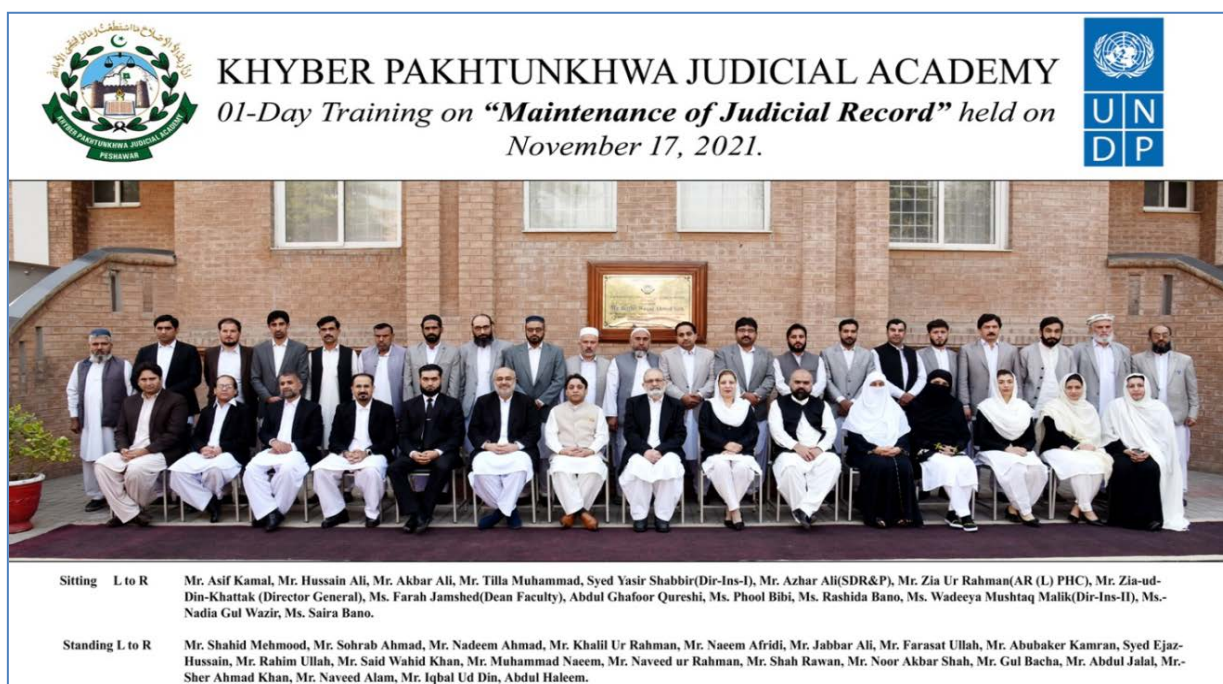 KHYBER PAKHTUNKHWA JUDICIAL ACADEMY
PESHAWAR
KHYBER PAKHTUNKHWA JUDICIAL ACADEMY
01-Day Training on “Maintenance of Judicial Record” held on
November 17, 2021.
U N
D P
Sitting L to R Mr. Asif Kamal, Mr. Hussain Ali, Mr. Akbar Ali, Mr. Tilla Muhammad, Syed Yasir Shabbir(Dir-Ins-I), Mr. Azhar Ali(SDR&P), Mr. Zia Ur Rahman(AR (L) PHC), Mr. Zia-ud-
Din-Khattak (Director General), Ms. Farah Jamshed(Dean Faculty), Abdul Ghafoor Qureshi, Ms. Phool Bibi, Ms. Rashida Bano, Ms. Wadeeya Mushtaq Malik(Dir-Ins-II), Ms.-
Nadia Gul Wazir, Ms. Saira Bano.
Standing L to R Mr. Shahid Mehmood, Mr. Sohrab Ahmad, Mr. Nadeem Ahmad, Mr. Khalil Ur Rahman, Mr. Naeem Afridi, Mr. Jabbar Ali, Mr. Farasat Ullah, Mr. Abubaker Kamran, Syed Ejaz-
Hussain, Mr. Rahim Ullah, Mr. Said Wahid Khan, Mr. Muhammad Naeem, Mr. Naveed ur Rahman, Mr. Shah Rawan, Mr. Noor Akbar Shah, Mr. Gul Bacha, Mr. Abdul Jalal, Mr.-
Sher Ahmad Khan, Mr. Naveed Alam, Mr. Iqbal Ud Din, Abdul Haleem.